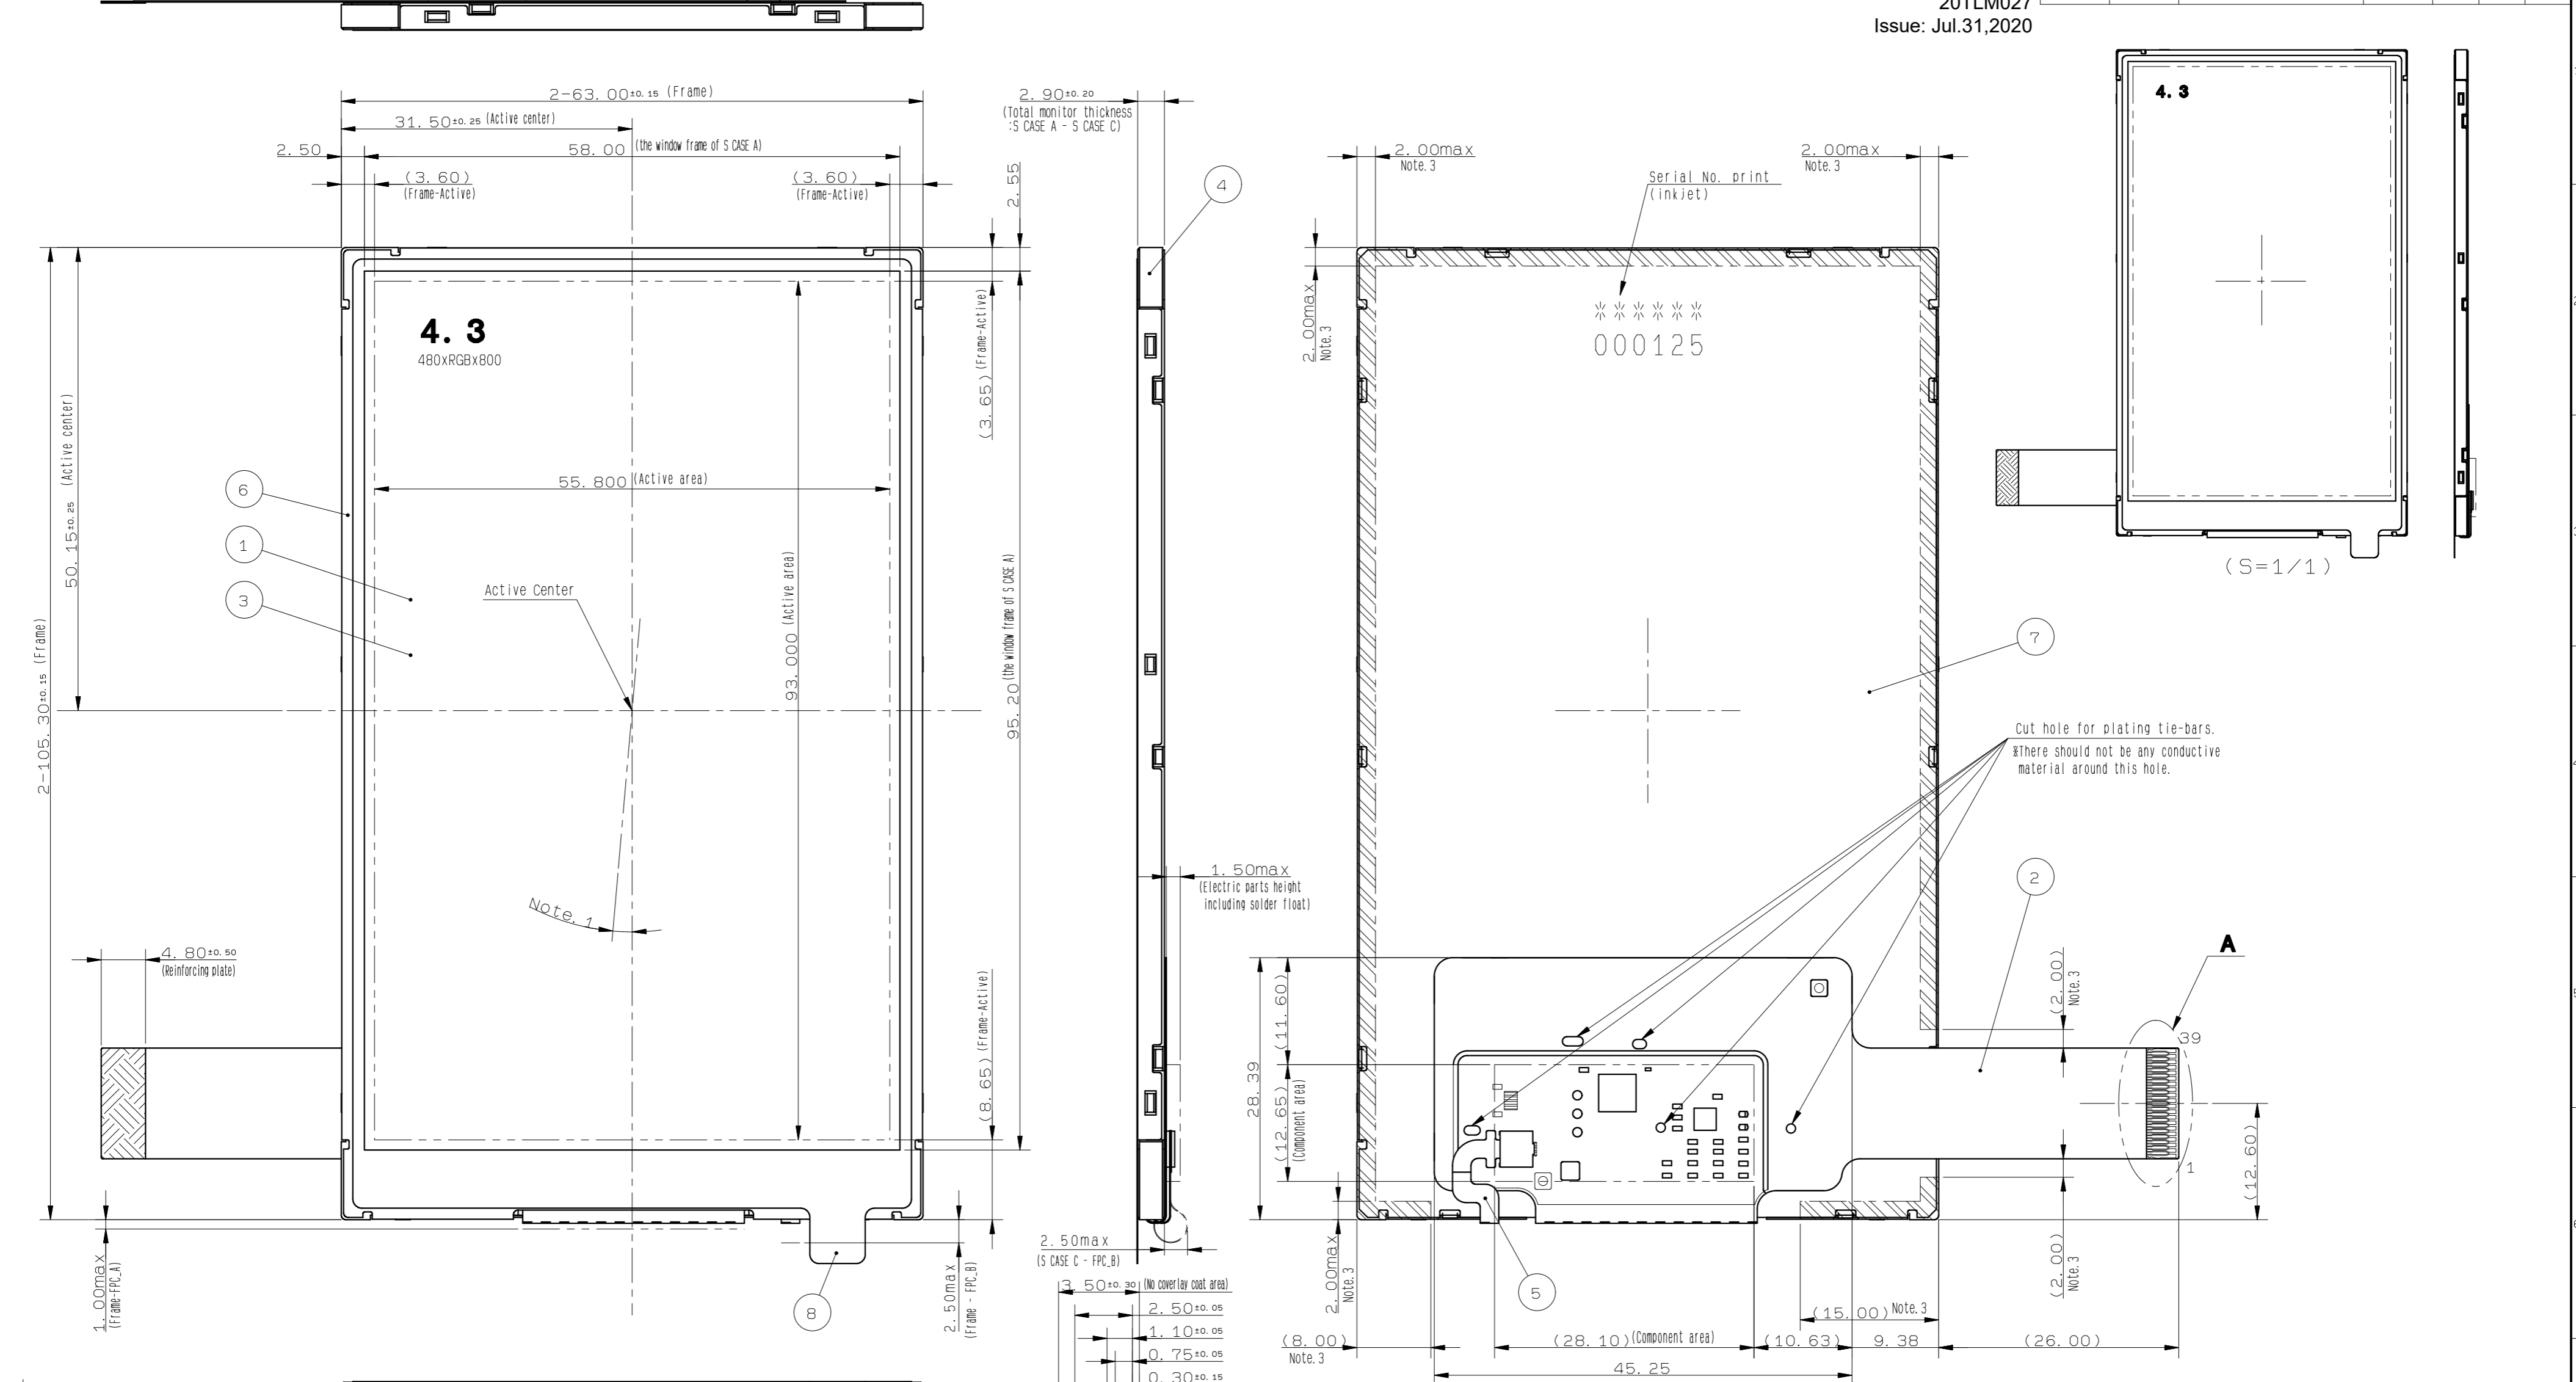 20TLM027
Issue: Jul.31,2020
2-63.00±0.15 (Frame)
31.50±0.25 (Active center)
2.50
58.00 (the window frame of S CASE A)
(3.60)
(Frame-Active)
(3.60)
(Frame-Active)
2.90±0.20
(Total monitor thickness
:S CASE A - S CASE C)
2.55
4
4.3
480xRGBx800
(3.65) (Frame-Active)
50.15±0.25 (Active center)
2-105.30±0.15 (Frame)
55.800 (Active area)
93.000 (Active area)
95.20 (the window frame of S CASE A)
6
1
3
Active Center
Note.1
4.80±0.50
(Reinforcing plate)
(8.65) (Frame-Active)
1.00max
(Frame-FPC_A)
8
2.50max
(Frame - FPC_B)
1.50max
(Electric parts height
including solder float)
2.50max
(S CASE C - FPC_B)
3.50±0.30 (No coverlay coat area)
2.50±0.05
1.10±0.05
0.75±0.05
0.30±0.15
2.00max
Note.3
2.00max
Note.3
Serial No. print
(inkjet)
2.00max
Note.3
✳✳✳✳✳✳
000125
7
Cut hole for plating tie-bars.
※There should not be any conductive
material around this hole.
2
A
39
1
(2.00)
Note.3
(12.60)
(2.00)
Note.3
28.39
(11.60)
(12.65)
(Component area)
2.00max
Note.3
5
(15.00) Note.3
(8.00)
Note.3
(28.10) (Component area)
(10.63)
9.38
(26.00)
45.25
4.3
(S=1/1)